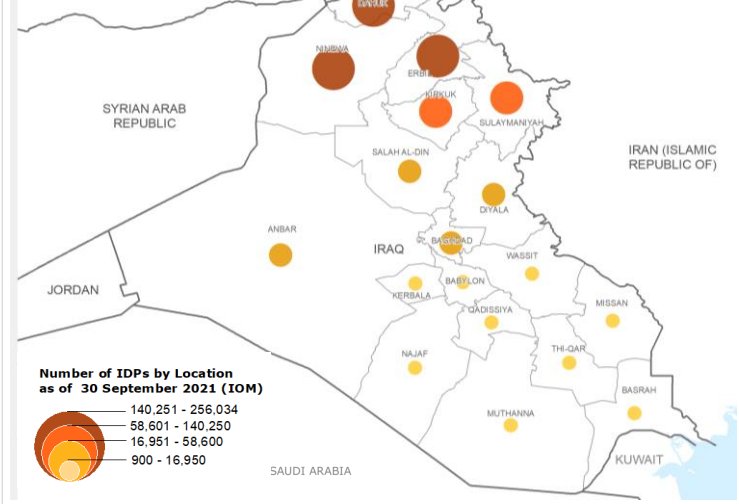 DAHUK
NINEWA
ERBIL
KIRKUK
SULAYMANIYAH
SYRIAN ARAB
REPUBLIC
SALAH AL-DIN
IRAN (ISLAMIC
REPUBLIC OF)
DIYALA
ANBAR
BAGHDAD
IRAQ
WASSIT
JORDAN
KERBALA
BABYLON
MISSAN
QADISSIYA
NAJAF
THI-QAR
BASRAH
MUTHANNA
KUWAIT
SAUDI ARABIA
Number of IDPs by Location
as of 30 September 2021 (IOM)
140,251 - 256,034
58,601 - 140,250
16,951 - 58,600
900 - 16,950